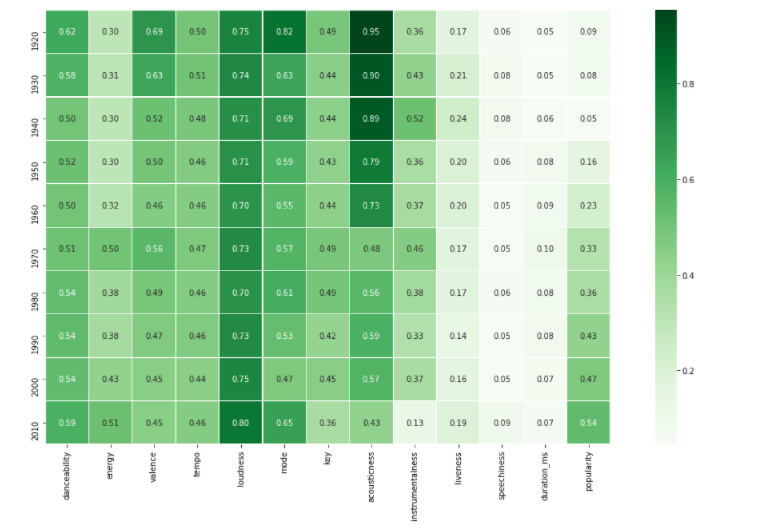 1920 0.62 0.30 0.69 0.50 0.75 0.82 0.49 0.95 0.36 0.17 0.06 0.05 0.09
1930 0.58 0.31 0.63 0.51 0.74 0.63 0.44 0.90 0.43 0.21 0.08 0.05 0.08
1940 0.50 0.30 0.52 0.48 0.71 0.69 0.44 0.89 0.52 0.24 0.08 0.06 0.05
1950 0.52 0.30 0.50 0.46 0.71 0.59 0.43 0.79 0.36 0.20 0.06 0.08 0.16
1960 0.50 0.32 0.46 0.46 0.70 0.55 0.44 0.73 0.37 0.20 0.05 0.09 0.23
1970 0.51 0.50 0.56 0.47 0.73 0.57 0.49 0.48 0.46 0.17 0.05 0.10 0.33
1980 0.54 0.38 0.49 0.46 0.70 0.61 0.49 0.56 0.38 0.17 0.06 0.08 0.36
1990 0.54 0.38 0.47 0.46 0.73 0.53 0.42 0.59 0.33 0.14 0.05 0.08 0.43
2000 0.54 0.43 0.45 0.44 0.75 0.47 0.45 0.57 0.37 0.16 0.05 0.07 0.47
2010 0.59 0.51 0.45 0.46 0.80 0.65 0.36 0.43 0.13 0.19 0.09 0.07 0.54
danceability energy valence tempo loudness mode key acousticness instrumentalness liveness speechiness duration_ms popularity
0.8
0.6
0.4
0.2